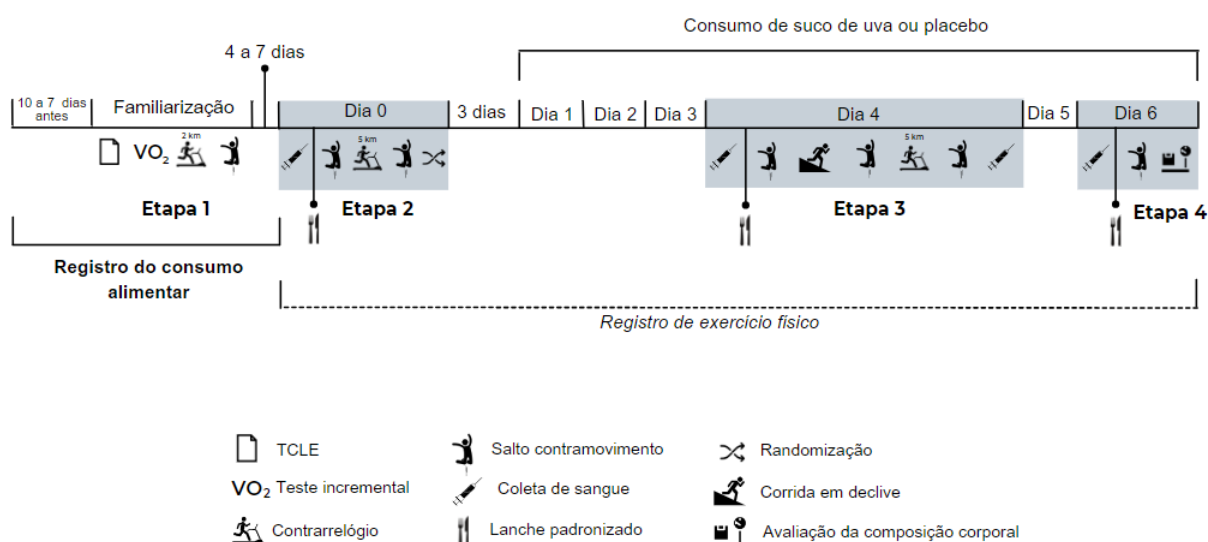 Consumo de suco de uva ou placebo
4 a 7 dias
10 a 7 dias
antes
Familiarização
Dia 0
3 dias
Dia 1
Dia 2
Dia 3
Dia 4
Dia 5
Dia 6
VO₂
2 km
5 km
5 km
Etapa 1
Etapa 2
Etapa 3
Etapa 4
Registro do consumo
alimentar
Registro de exercício físico
TCLE
Salto contramovimento
Randomização
VO₂ Teste incremental
Coleta de sangue
Corrida em declive
Contrarrelógio
Lanche padronizado
Avaliação da composição corporal